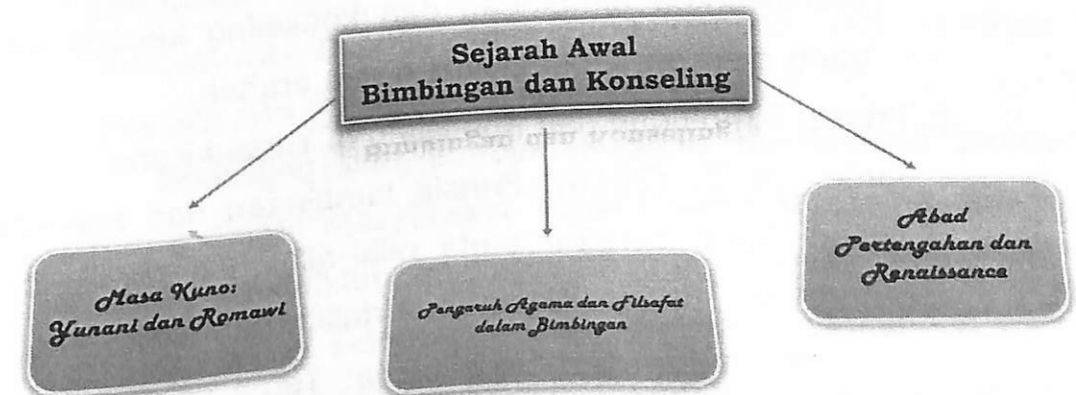 Sejarah Awal
Bimbingan dan Konseling
Masa Kuno:
Yunani dan Romawi
Pengaruh Agama dan Filsafat
dalam Bimbingan
Abad
Pertengahan dan
Renaissance